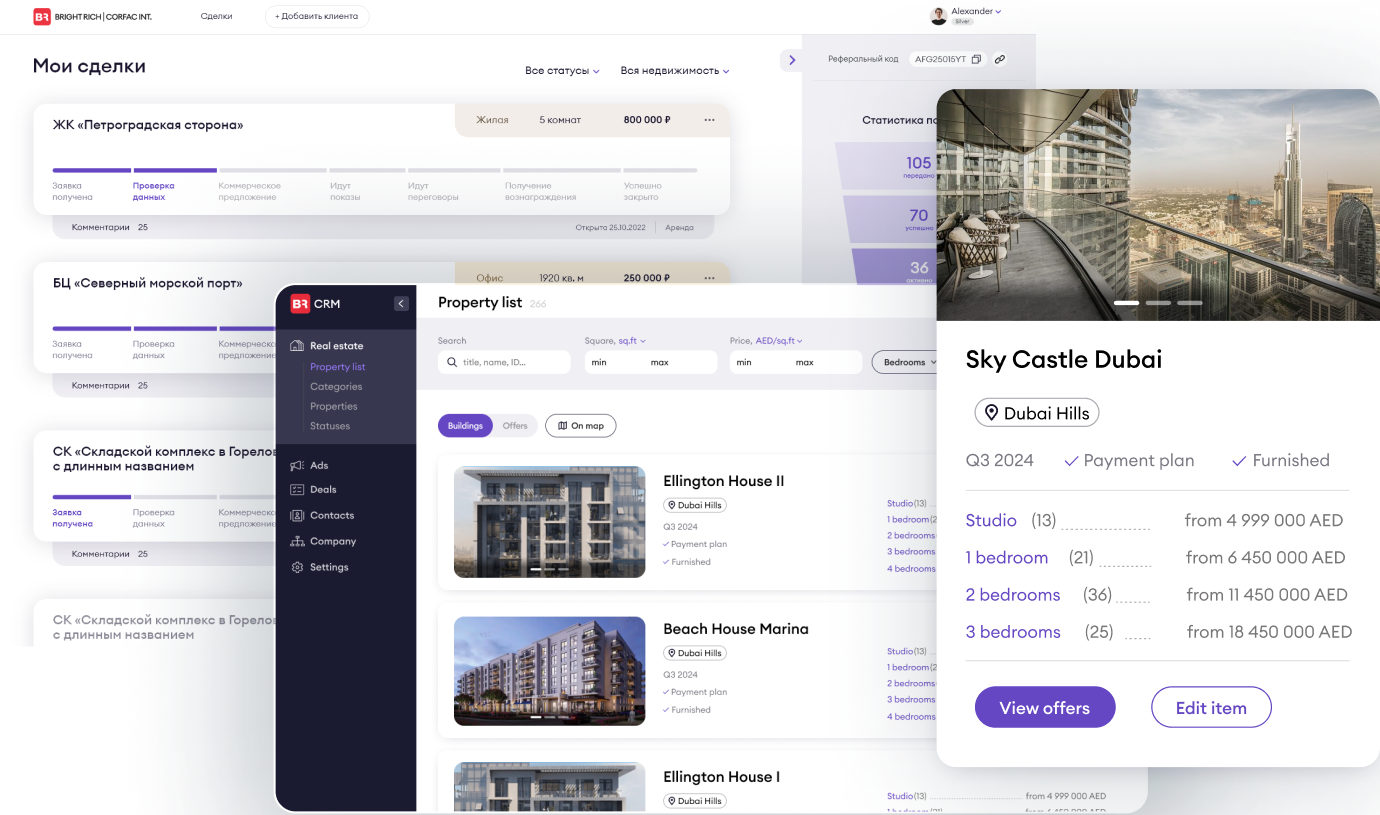 BR BRIGHT RICH | CORFAC INT.
Сделки
+ Добавить клиента
Alexander
Silver
Мои сделки
Все статусы
Вся недвижимость
Реферальный код
AFG25015YT
ЖК «Петроградская сторона»
Жилая
5 комнат
800 000 ₽
Заявка
получена
Проверка
данных
Коммерческое
предложение
Идут
показы
Идут
переговоры
Получение
вознаграждения
Успешно
закрыто
Комментарии 25
Открыта 25.10.2022
Аренда
Статистика по
105
передано
70
успешно
36
активно
БЦ «Северный морской порт»
Офис
1920 кв. м
250 000 ₽
Заявка
получена
Проверка
данных
Коммерческо
предложение
Комментарии 25
СК «Складской комплекс в Горелов
с длинным названием
Заявка
получена
Проверка
данных
Коммерческо
предложение
Комментарии 25
СК «Складской комплекс в Горелов
с длинным названием
BR CRM
Real estate
Property list
Categories
Properties
Statuses
Ads
Deals
Contacts
Company
Settings
Property list 266
Search
title, name, ID...
Square, sq.ft
min
max
Price, AED/sq.ft
min
max
Bedrooms
Buildings
Offers
On map
Ellington House II
Dubai Hills
Q3 2024
Payment plan
Furnished
Studio(13)
1 bedroom(2
2 bedrooms
3 bedrooms
4 bedrooms
Beach House Marina
Dubai Hills
Q3 2024
Payment plan
Furnished
Studio(13)
1 bedroom(2
2 bedrooms
3 bedrooms
4 bedrooms
Ellington House I
Dubai Hills
Studio(13) from 4 999 000 AED
Sky Castle Dubai
Dubai Hills
Q3 2024
Payment plan
Furnished
Studio (13) from 4 999 000 AED
1 bedroom (21) from 6 450 000 AED
2 bedrooms (36) from 11 450 000 AED
3 bedrooms (25) from 18 450 000 AED
View offers
Edit item